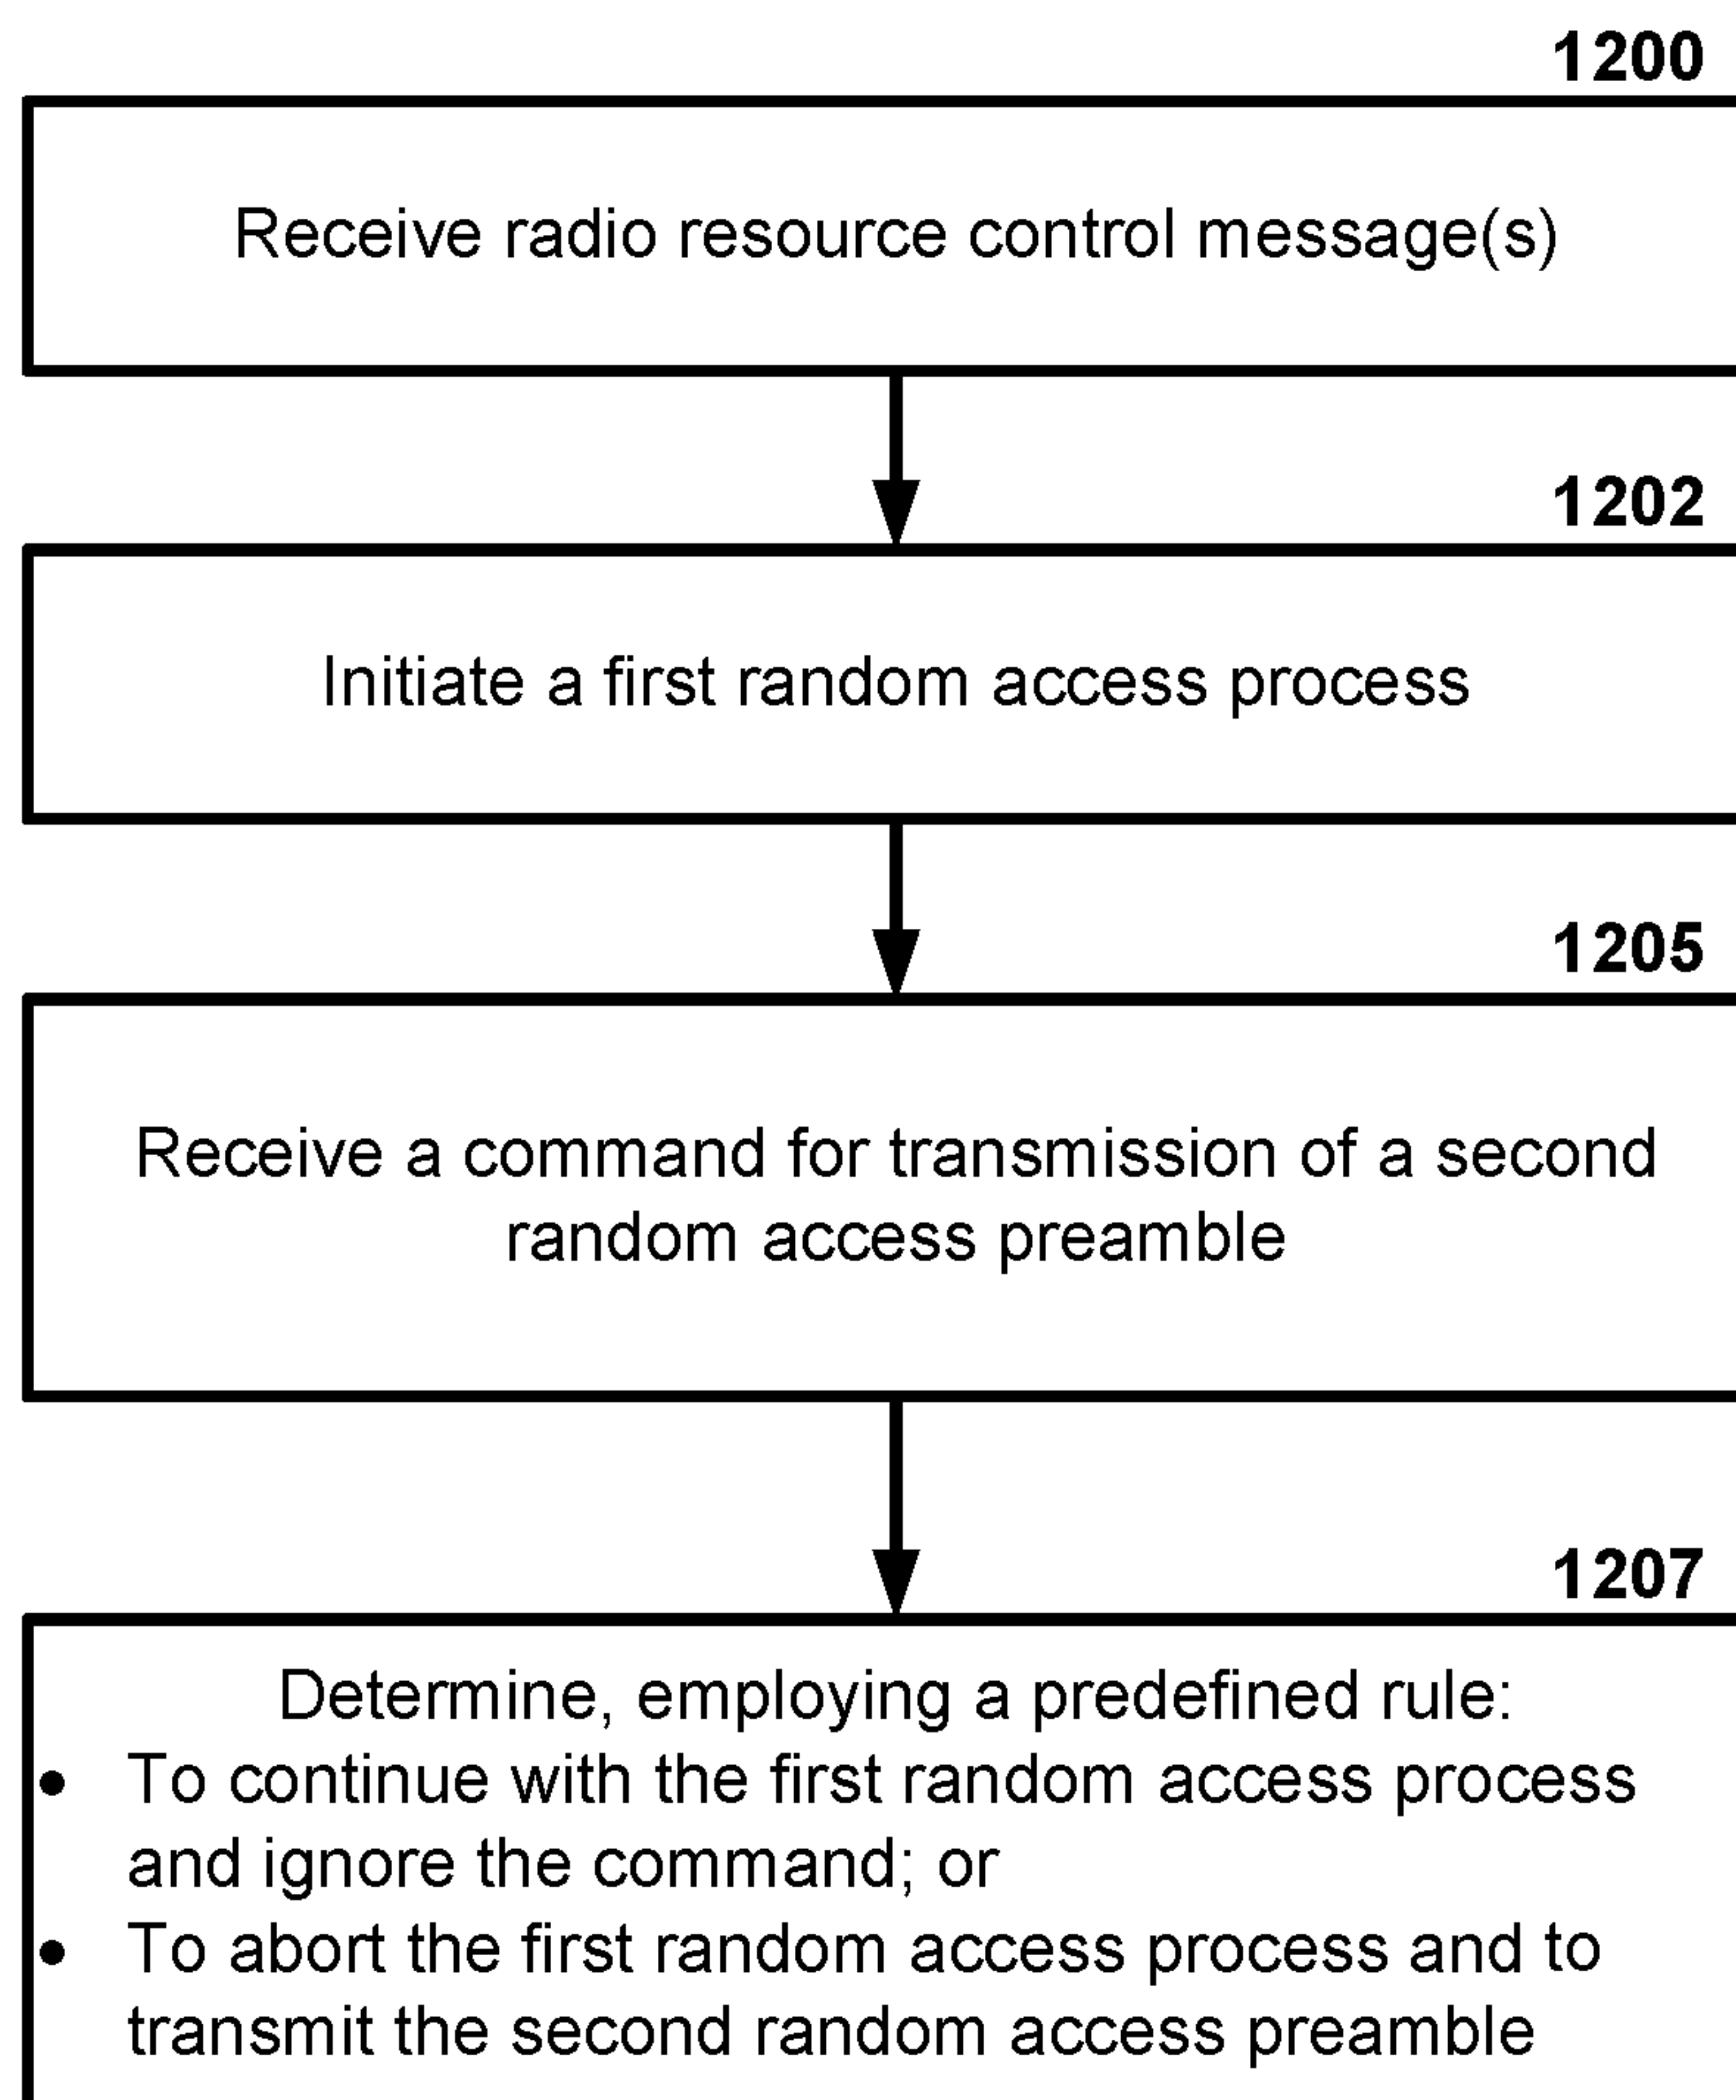 1200
Receive radio resource control message(s)
1202
Initiate a first random access process
1205
Receive a command for transmission of a second
random access preamble
1207
Determine, employing a predefined rule:
• To continue with the first random access process
and ignore the command; or
• To abort the first random access process and to
transmit the second random access preamble